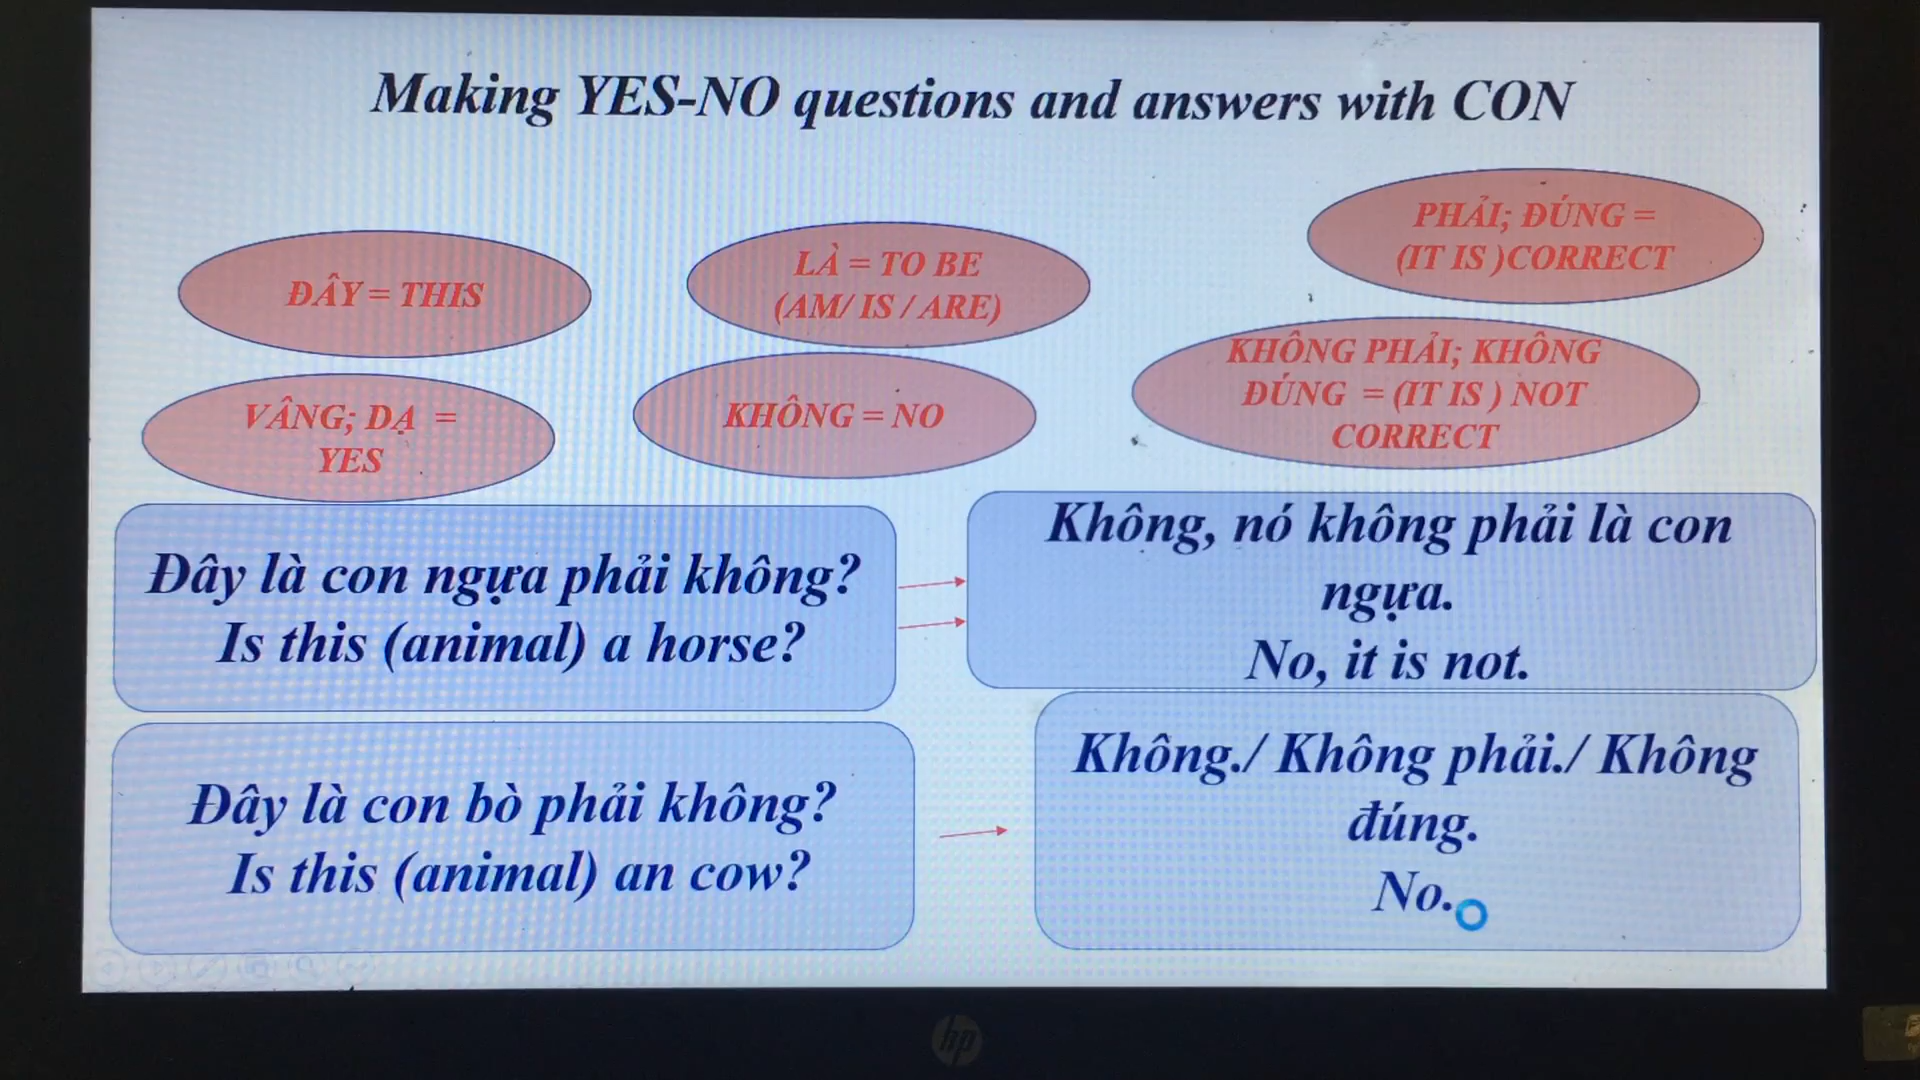 Making YES-NO questions and answers with CON
ĐÂY = THIS
LÀ = TO BE
(AM/ IS / ARE)
PHẢI; ĐÚNG =
(IT IS )CORRECT
VÂNG; DẠ =
YES
KHÔNG = NO
KHÔNG PHẢI; KHÔNG
ĐÚNG = (IT IS ) NOT
CORRECT
Đây là con ngựa phải không?
Is this (animal) a horse?
Không, nó không phải là con
ngựa.
No, it is not.
Đây là con bò phải không?
Is this (animal) an cow?
Không./ Không phải./ Không
đúng.
No.
hp